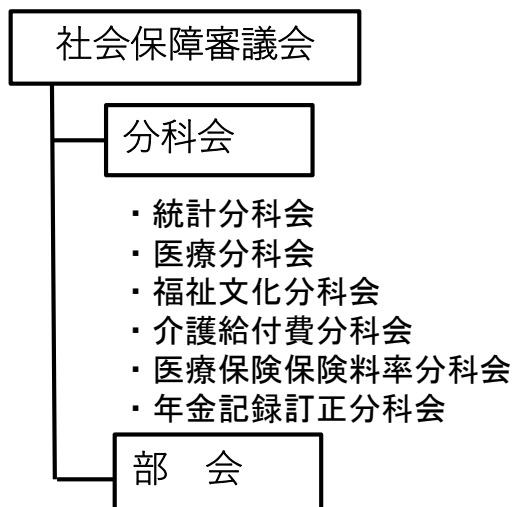 社会保障審議会
分科会
・統計分科会
・医療分科会
・福祉文化分科会
・介護給付費分科会
・医療保険保険料率分科会
・年金記録訂正分科会
部　会